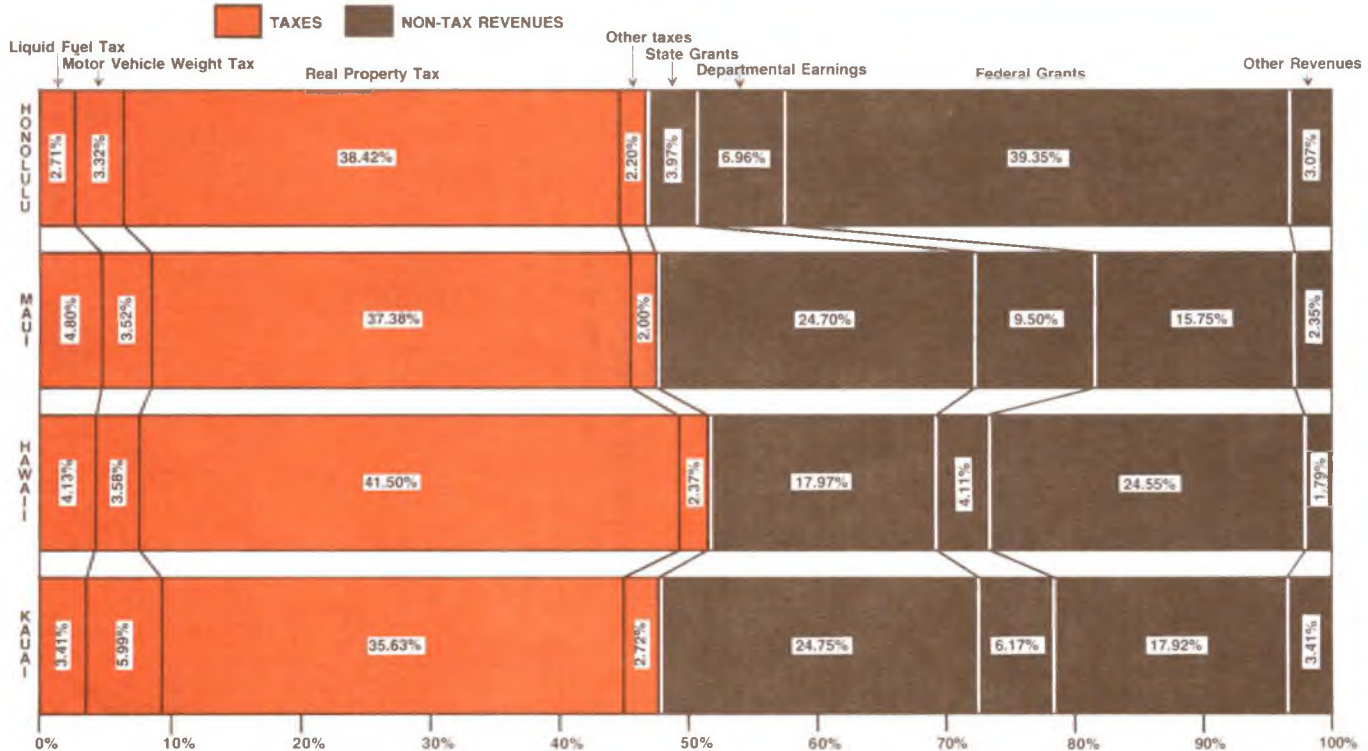 TAXES
NON-TAX REVENUES
Liquid Fuel Tax
Motor Vehicle Weight Tax
Real Property Tax
Other taxes
State Grants
Departmental Earnings
Federal Grants
Other Revenues
HONOLULU
2.71%
3.32%
38.42%
2.20%
3.97%
6.96%
39.35%
3.07%
MAUI
4.80%
3.52%
37.38%
2.00%
24.70%
9.50%
15.75%
2.35%
HAWAII
4.13%
3.58%
41.50%
2.37%
17.97%
4.11%
24.55%
1.79%
KAUAI
3.41%
5.99%
35.63%
2.72%
24.75%
6.17%
17.92%
3.41%
0% 10% 20% 30% 40% 50% 60% 70% 80% 90% 100%